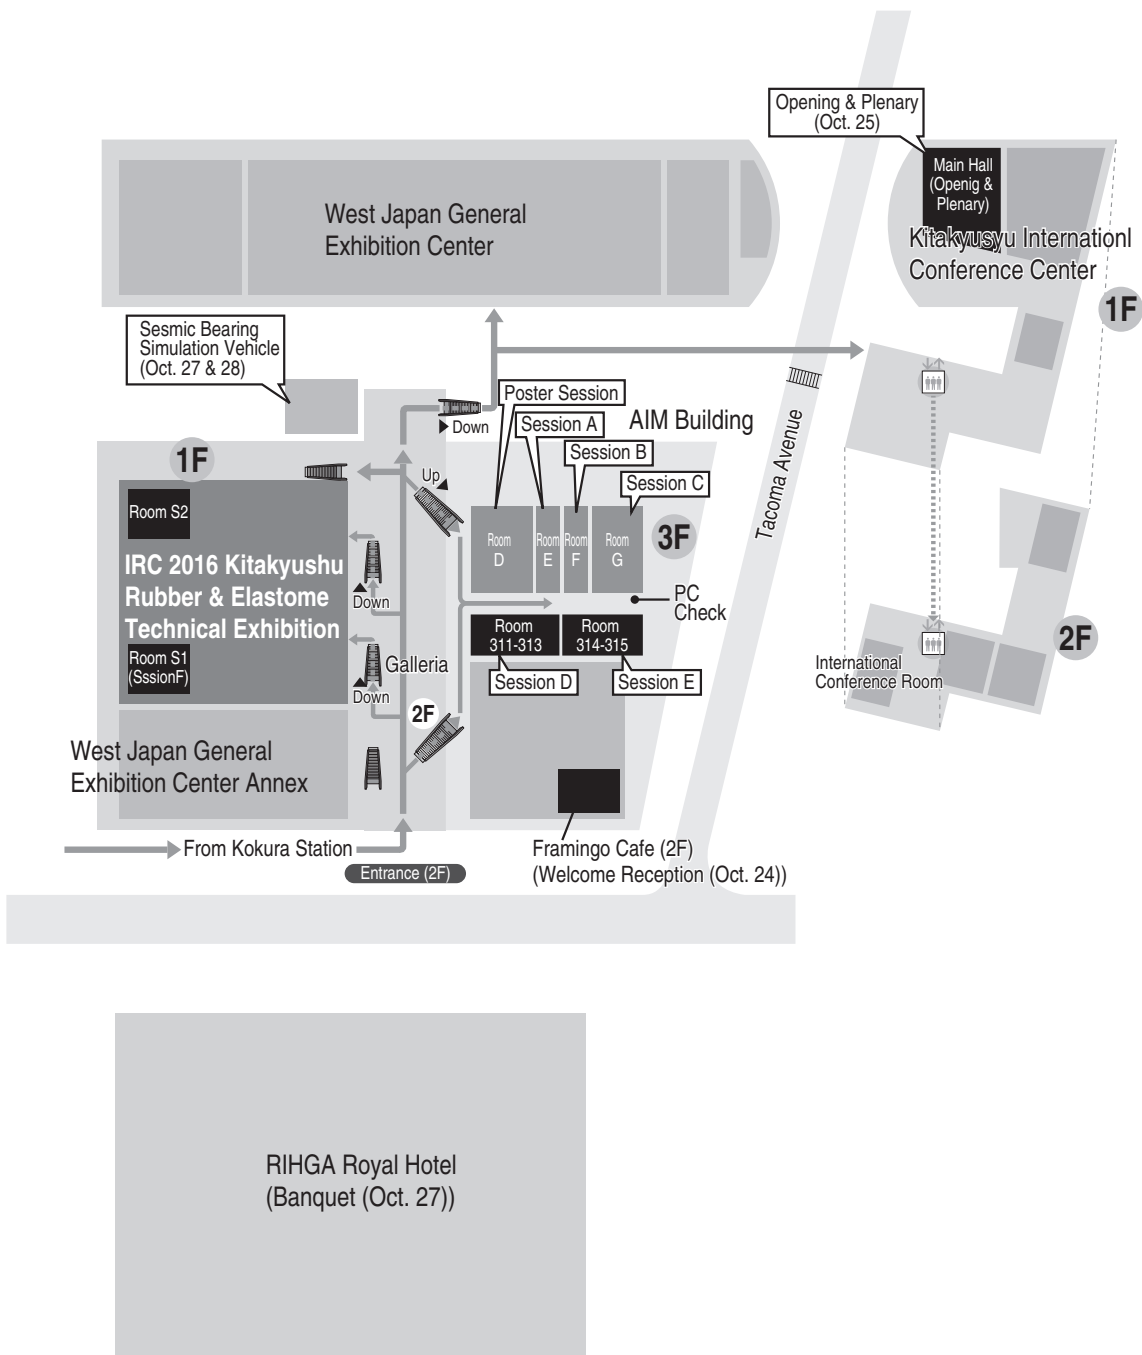 Opening & Plenary
(Oct. 25)
Main Hall
(Openig &
Plenary)
West Japan General
Exhibition Center
Kitakyusyu Internationl
Conference Center
1F
Sesmic Bearing
Simulation Vehicle
(Oct. 27 & 28)
Poster Session
Down
Session A
AIM Building
Session B
Session C
1F
Up
Room S2
Room
D
Room
E
Room
F
Room
G
3F
Tacoma Avenue
IRC 2016 Kitakyushu
Rubber & Elastome
Technical Exhibition
Down
PC
Check
Room
311-313
Room
314-315
Room S1
(SssionF)
Galleria
Session D
Session E
Down
2F
International
Conference Room
2F
West Japan General
Exhibition Center Annex
From Kokura Station
Entrance (2F)
Framingo Cafe (2F)
(Welcome Reception (Oct. 24))
RIHGA Royal Hotel
(Banquet (Oct. 27))